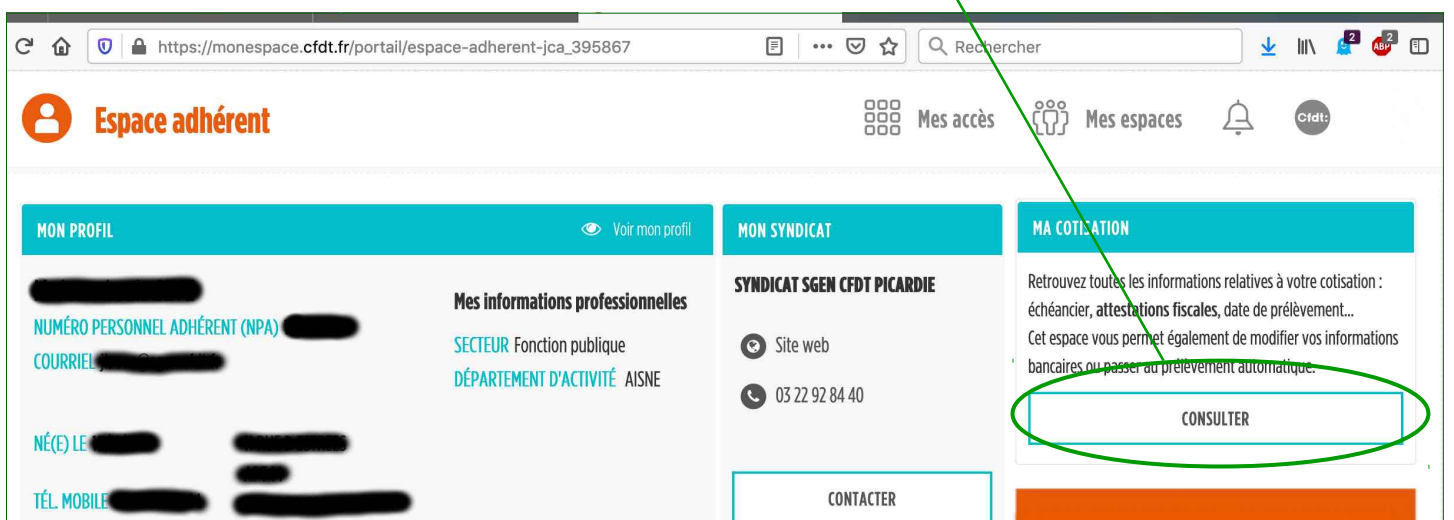 https://monespace.cfdt.fr/portail/espace-adherent-jca_395867
Rechercher
2
2
ABP
Espace adhérent
Mes accès
Mes espaces
Cfdt:
MON PROFIL
Voir mon profil
NUMÉRO PERSONNEL ADHÉRENT (NPA)
COURRIEL
NÉ(E) LE
TÉL. MOBILE
Mes informations professionnelles
SECTEUR Fonction publique
DÉPARTEMENT D'ACTIVITÉ AISNE
MON SYNDICAT
SYNDICAT SGEN CFDT PICARDIE
Site web
03 22 92 84 40
CONTACTER
MA COTISATION
Retrouvez toutes les informations relatives à votre cotisation :
échéancier, attestations fiscales, date de prélèvement...
Cet espace vous permet également de modifier vos informations
bancaires ou passer au prélèvement automatique.
CONSULTER